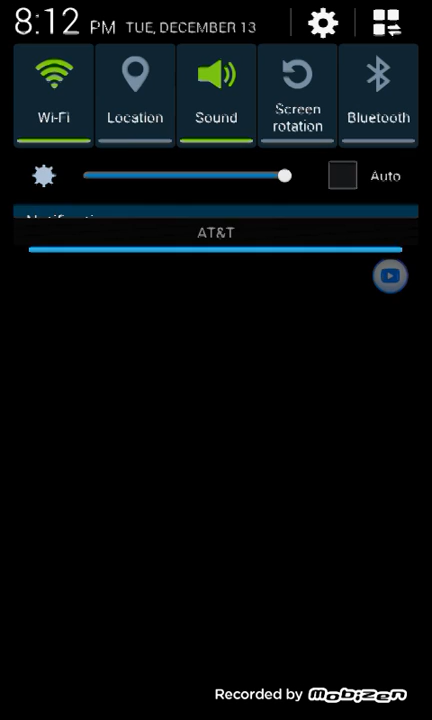 8:12 PM TUE, DECEMBER 13
Wi-Fi
Location
Sound
Screen
rotation
Bluetooth
Auto
AT&T
Recorded by Mobizen